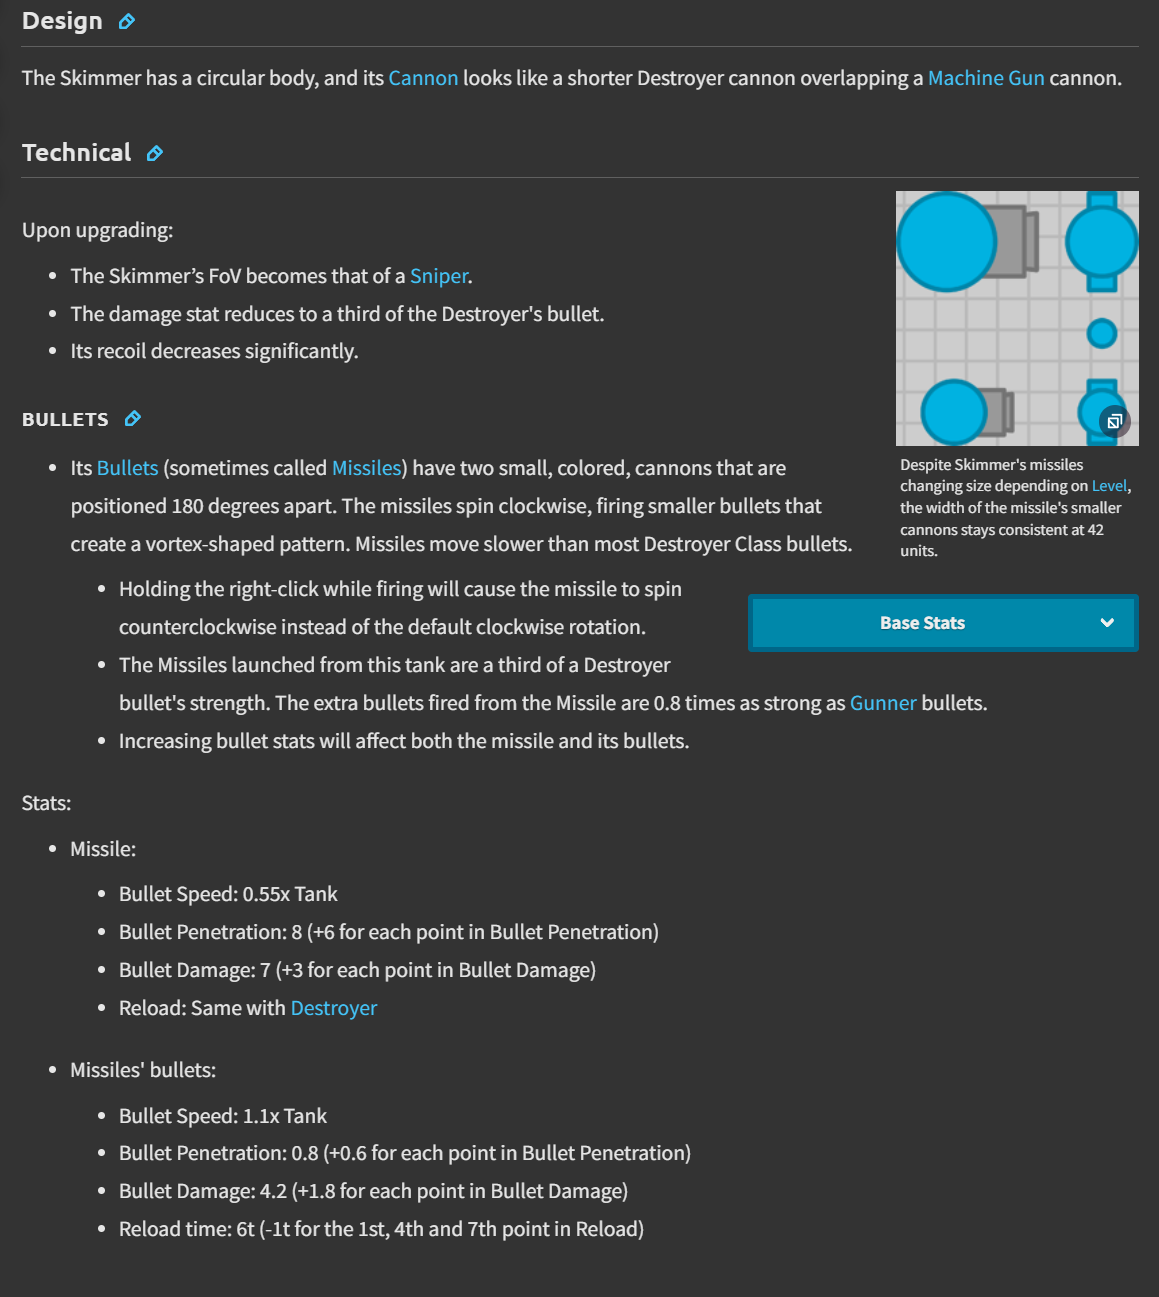 Design
The Skimmer has a circular body, and its Cannon looks like a shorter Destroyer cannon overlapping a Machine Gun cannon.
Technical
Upon upgrading:
• The Skimmer’s FoV becomes that of a Sniper.
• The damage stat reduces to a third of the Destroyer's bullet.
• Its recoil decreases significantly.
Despite Skimmer's missiles
changing size depending on Level,
the width of the missile's smaller
cannons stays consistent at 42
units.
BULLETS
• Its Bullets (sometimes called Missiles) have two small, colored, cannons that are
positioned 180 degrees apart. The missiles spin clockwise, firing smaller bullets that
create a vortex-shaped pattern. Missiles move slower than most Destroyer Class bullets.
Base Stats
• Holding the right-click while firing will cause the missile to spin
counterclockwise instead of the default clockwise rotation.
• The Missiles launched from this tank are a third of a Destroyer
bullet's strength. The extra bullets fired from the Missile are 0.8 times as strong as Gunner bullets.
• Increasing bullet stats will affect both the missile and its bullets.
Stats:
• Missile:
• Bullet Speed: 0.55x Tank
• Bullet Penetration: 8 (+6 for each point in Bullet Penetration)
• Bullet Damage: 7 (+3 for each point in Bullet Damage)
• Reload: Same with Destroyer
• Missiles' bullets:
• Bullet Speed: 1.1x Tank
• Bullet Penetration: 0.8 (+0.6 for each point in Bullet Penetration)
• Bullet Damage: 4.2 (+1.8 for each point in Bullet Damage)
• Reload time: 6t (-1t for the 1st, 4th and 7th point in Reload)